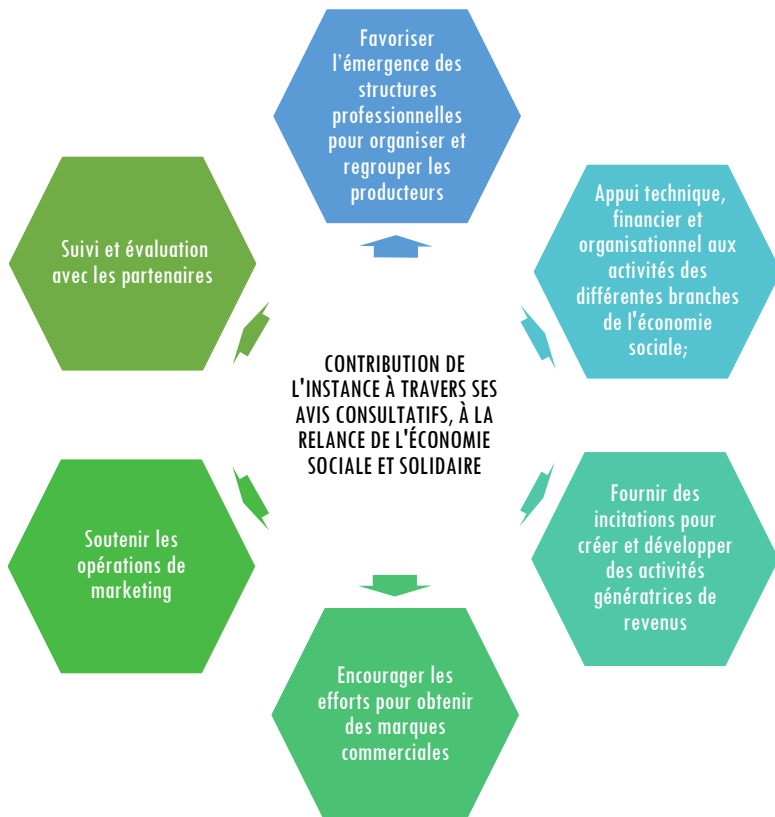 Favoriser
l'émergence des
structures
professionnelles
pour organiser et
regrouper les
producteurs
Appui technique,
financier et
organisationnel aux
activités des
différentes branches
de l'économie
sociale;
Fournir des
incitations pour
créer et développer
des activités
génératrices de
revenus
Encourager les
efforts pour obtenir
des marques
commerciales
Soutenir les
opérations de
marketing
Suivi et évaluation
avec les partenaires
CONTRIBUTION DE
L'INSTANCE À TRAVERS SES
AVIS CONSULTATIFS, À LA
RELANCE DE L'ÉCONOMIE
SOCIALE ET SOLIDAIRE